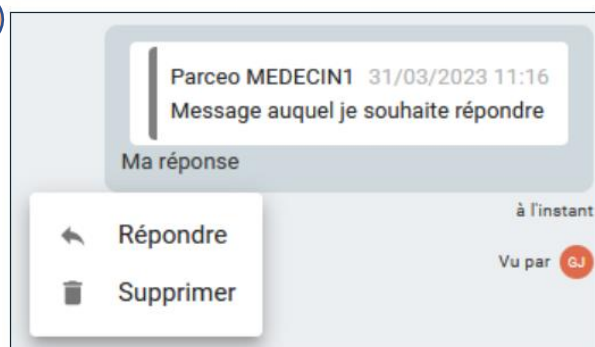 Parceo MEDECIN1 31/03/2023 11:16
Message auquel je souhaite répondre
Ma réponse
à l'instant
Répondre
Vu par GJ
Supprimer